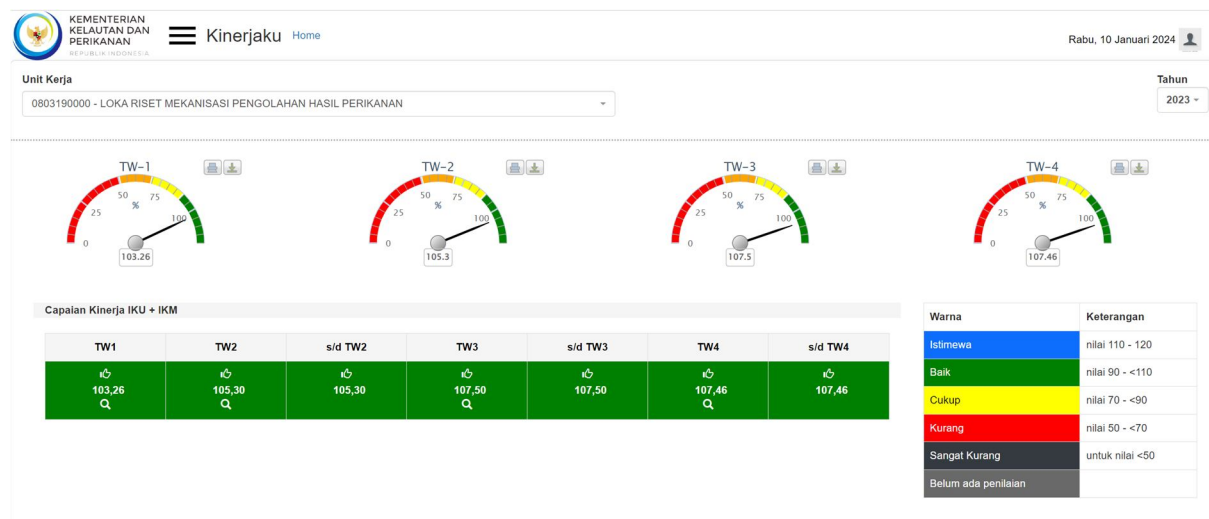 KEMENTERIAN
KELAUTAN DAN
PERIKANAN
REPUBLIK INDONESIA
Kinerjaku Home
Rabu, 10 Januari 2024
Unit Kerja
Tahun
0803190000 - LOKA RISET MEKANISASI PENGOLAHAN HASIL PERIKANAN
2023
TW-1
0 25 50 75 100
%
103.26
TW-2
0 25 50 75 100
%
105.3
TW-3
0 25 50 75 100
%
107.5
TW-4
0 25 50 75 100
%
107.46
Capaian Kinerja IKU + IKM
TW1 TW2 s/d TW2 TW3 s/d TW3 TW4 s/d TW4
103,26 105,30 105,30 107,50 107,50 107,46 107,46
Warna Keterangan
Istimewa nilai 110 - 120
Baik nilai 90 - <110
Cukup nilai 70 - <90
Kurang nilai 50 - <70
Sangat Kurang untuk nilai <50
Belum ada penilaian